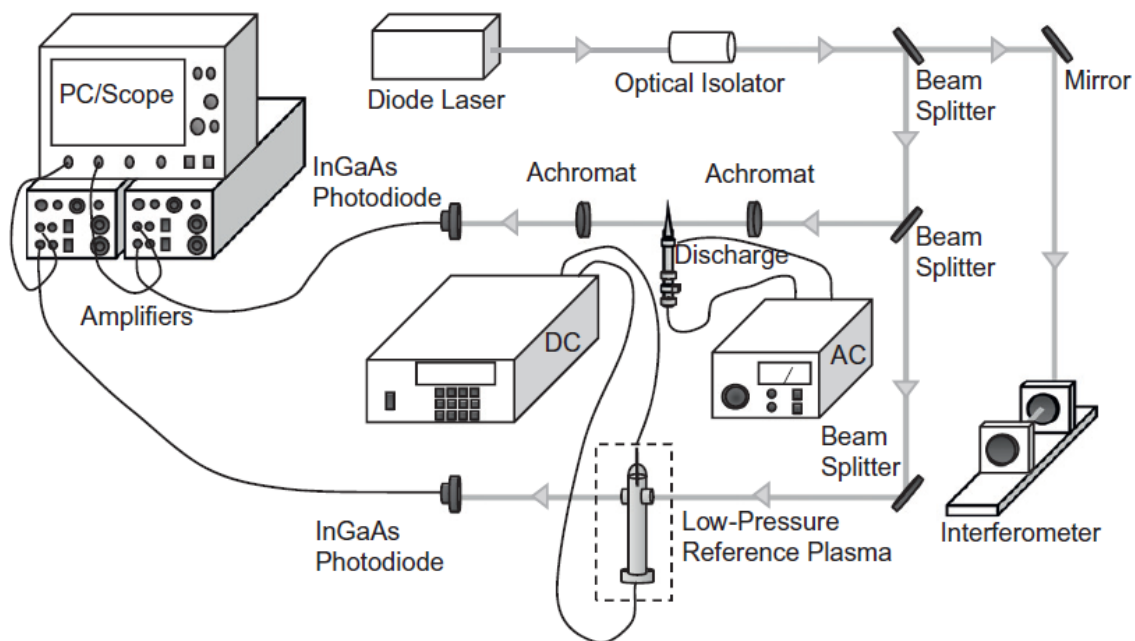 PC/Scope
Diode Laser
Optical Isolator
Beam
Splitter
Mirror
InGaAs
Photodiode
Achromat
Achromat
Beam
Splitter
Discharge
Amplifiers
DC
AC
Beam
Splitter
InGaAs
Photodiode
Low-Pressure
Reference Plasma
Interferometer